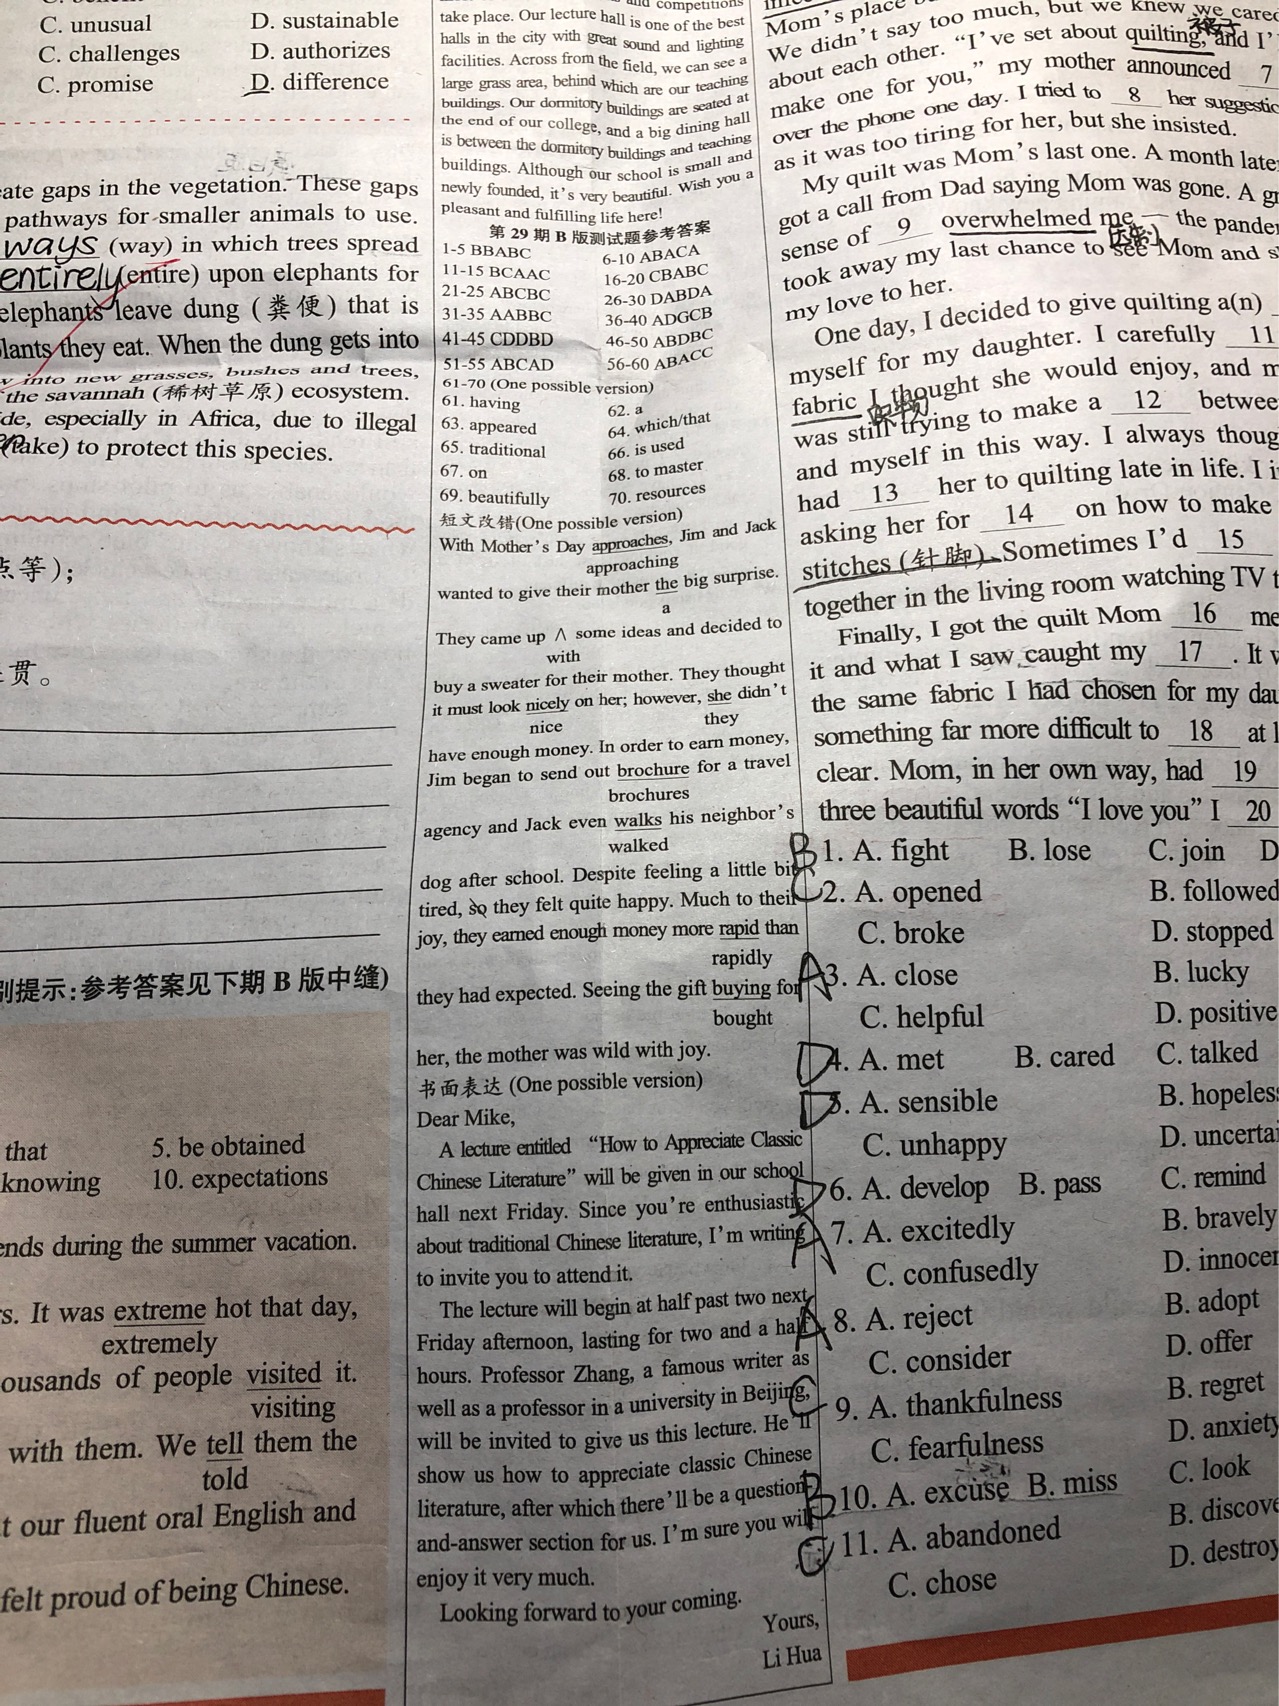 C. unusual D. sustainable
C. challenges D. authorizes
C. promise D. difference
ate gaps in the vegetation. These gaps
pathways for smaller animals to use.
ways (way) in which trees spread
entirely (entire) upon elephants for
elephants leave dung (粪便) that is
lants they eat. When the dung gets into
w into new grasses, bushes and trees,
the savannah (稀树草原) ecosystem.
de, especially in Africa, due to illegal
(take) to protect this species.
点等);
贯。
别提示:参考答案见下期 B 版中缝)
that 5. be obtained
knowing 10. expectations
ends during the summer vacation.
s. It was extreme hot that day,
extremely
ousands of people visited it.
visiting
with them. We tell them the
told
t our fluent oral English and
felt proud of being Chinese.
and competitions
take place. Our lecture hall is one of the best
halls in the city with great sound and lighting
facilities. Across from the field, we can see a
large grass area, behind which are our teaching
buildings. Our dormitory buildings are seated at
the end of our college, and a big dining hall
is between the dormitory buildings and teaching
buildings. Although our school is small and
newly founded, it's very beautiful. Wish you a
pleasant and fulfilling life here!
第 29 期 B 版测试题参考答案
1-5 BBABC 6-10 ABACA
11-15 BCAAC 16-20 CBABC
21-25 ABCBC 26-30 DABDA
31-35 AABBC 36-40 ADGCB
41-45 CDDBD 46-50 ABDBC
51-55 ABCAD 56-60 ABACC
61-70 (One possible version)
61. having 62. a
63. appeared 64. which/that
65. traditional 66. is used
67. on 68. to master
69. beautifully 70. resources
短文改错(One possible version)
With Mother's Day approaches, Jim and Jack
approaching
wanted to give their mother the big surprise.
a
They came up ∧ some ideas and decided to
with
buy a sweater for their mother. They thought
it must look nicely on her; however, she didn't
nice they
have enough money. In order to earn money,
Jim began to send out brochure for a travel
brochures
agency and Jack even walks his neighbor's
walked
dog after school. Despite feeling a little bit
tired, so they felt quite happy. Much to their
joy, they earned enough money more rapid than
rapidly
they had expected. Seeing the gift buying for
bought
her, the mother was wild with joy.
书面表达 (One possible version)
Dear Mike,
A lecture entitled "How to Appreciate Classic
Chinese Literature" will be given in our school
hall next Friday. Since you're enthusiastic
about traditional Chinese literature, I'm writing
to invite you to attend it.
The lecture will begin at half past two next
Friday afternoon, lasting for two and a half
hours. Professor Zhang, a famous writer as
well as a professor in a university in Beijing,
will be invited to give us this lecture. He'll
show us how to appreciate classic Chinese
literature, after which there'll be a question-
and-answer section for us. I'm sure you will
enjoy it very much.
Looking forward to your coming.
Yours,
Li Hua
Mom's place
We didn't say too much, but we knew we cared
about each other. "I've set about quilting, and I'
make one for you," my mother announced 7
over the phone one day. I tried to 8 her suggestio
as it was too tiring for her, but she insisted.
My quilt was Mom's last one. A month late
got a call from Dad saying Mom was gone. A gr
sense of 9 overwhelmed me — the pander
took away my last chance to see Mom and s
my love to her.
One day, I decided to give quilting a(n)
myself for my daughter. I carefully 11
fabric I thought she would enjoy, and m
was still trying to make a 12 betwee
and myself in this way. I always thoug
had 13 her to quilting late in life. I i
asking her for 14 on how to make
stitches (针脚). Sometimes I'd 15
together in the living room watching TV t
Finally, I got the quilt Mom 16 me
it and what I saw caught my 17 . It w
the same fabric I had chosen for my dau
something far more difficult to 18 at l
clear. Mom, in her own way, had 19
three beautiful words "I love you" I 20
B 1. A. fight B. lose C. join D
C 2. A. opened B. followed
C. broke D. stopped
A 3. A. close B. lucky
C. helpful D. positive
D 4. A. met B. cared C. talked
D 5. A. sensible B. hopeless
C. unhappy D. uncertai
D 6. A. develop B. pass C. remind
A 7. A. excitedly B. bravely
C. confusedly D. innocen
A 8. A. reject B. adopt
C. consider D. offer
C 9. A. thankfulness B. regret
C. fearfulness D. anxiety
B 10. A. excuse B. miss C. look
C 11. A. abandoned B. discove
C. chose D. destroy